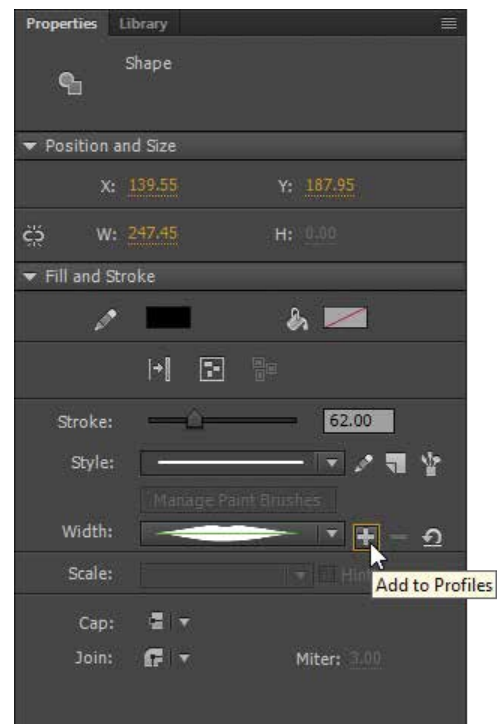 Properties Library
Shape
Position and Size
X: 139.55 Y: 187.95
W: 247.45 H: 0.00
Fill and Stroke
Stroke: 62.00
Style:
Manage Paint Brushes
Width:
Scale:
Add to Profiles
Cap:
Join: Miter: 3.00